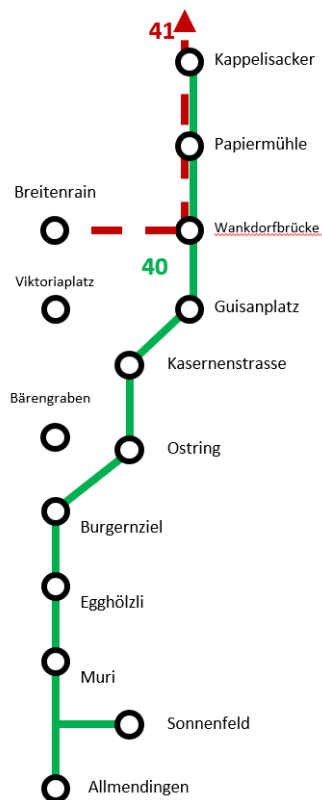 41
Kappelisacker
Papiermühle
Breitenrain
Wankdorfbrücke
40
Viktoriaplatz
Guisanplatz
Kasernenstrasse
Bärengraben
Ostring
Burgernziel
Egghölzli
Muri
Sonnenfeld
Allmendingen